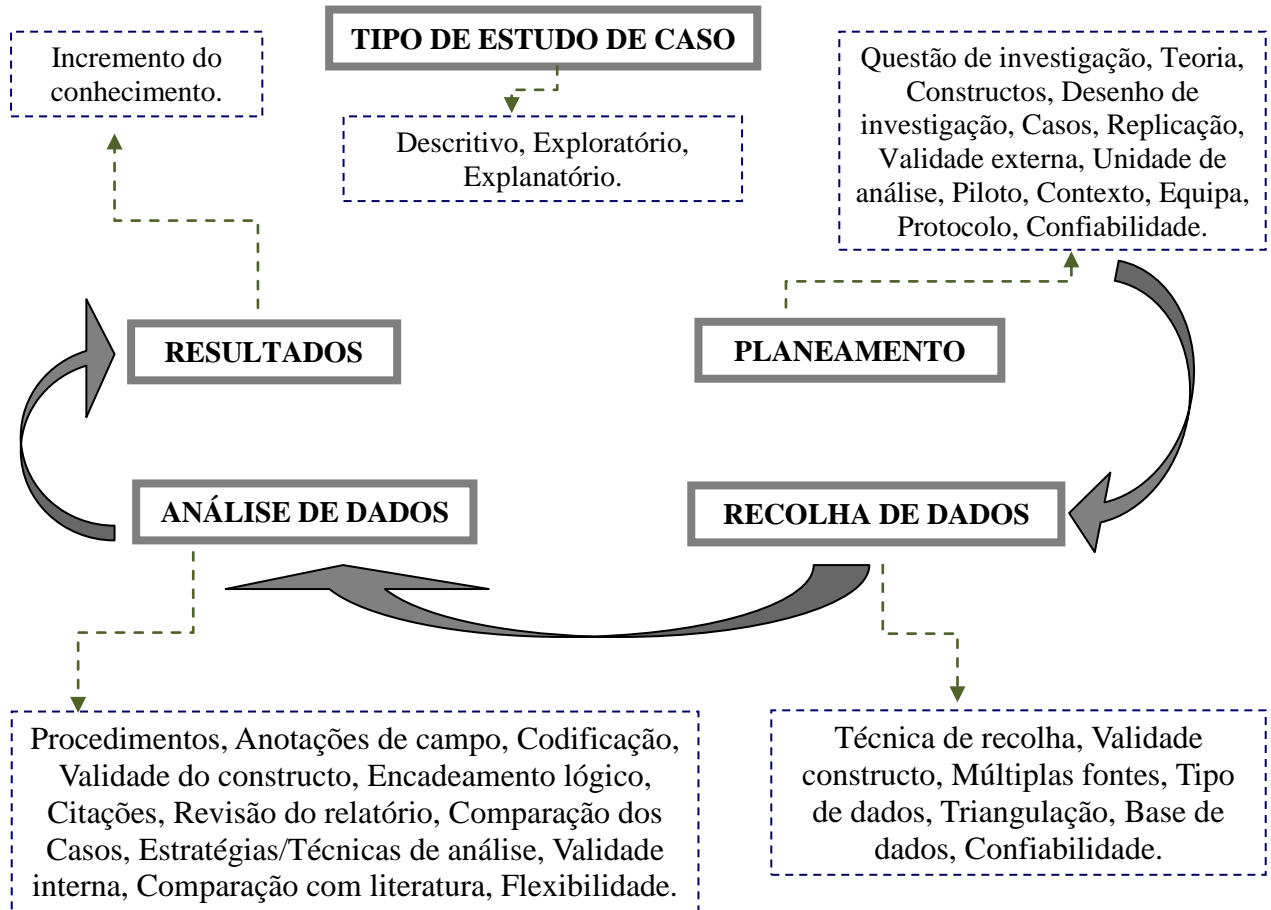 TIPO DE ESTUDO DE CASO
Descritivo, Exploratório,
Explanatório.
Incremento do
conhecimento.
Questão de investigação, Teoria,
Constructos, Desenho de
investigação, Casos, Replicação,
Validade externa, Unidade de
análise, Piloto, Contexto, Equipa,
Protocolo, Confiabilidade.
RESULTADOS
PLANEAMENTO
ANÁLISE DE DADOS
RECOLHA DE DADOS
Procedimentos, Anotações de campo, Codificação,
Validade do constructo, Encadeamento lógico,
Citações, Revisão do relatório, Comparação dos
Casos, Estratégias/Técnicas de análise, Validade
interna, Comparação com literatura, Flexibilidade.
Técnica de recolha, Validade
constructo, Múltiplas fontes, Tipo
de dados, Triangulação, Base de
dados, Confiabilidade.